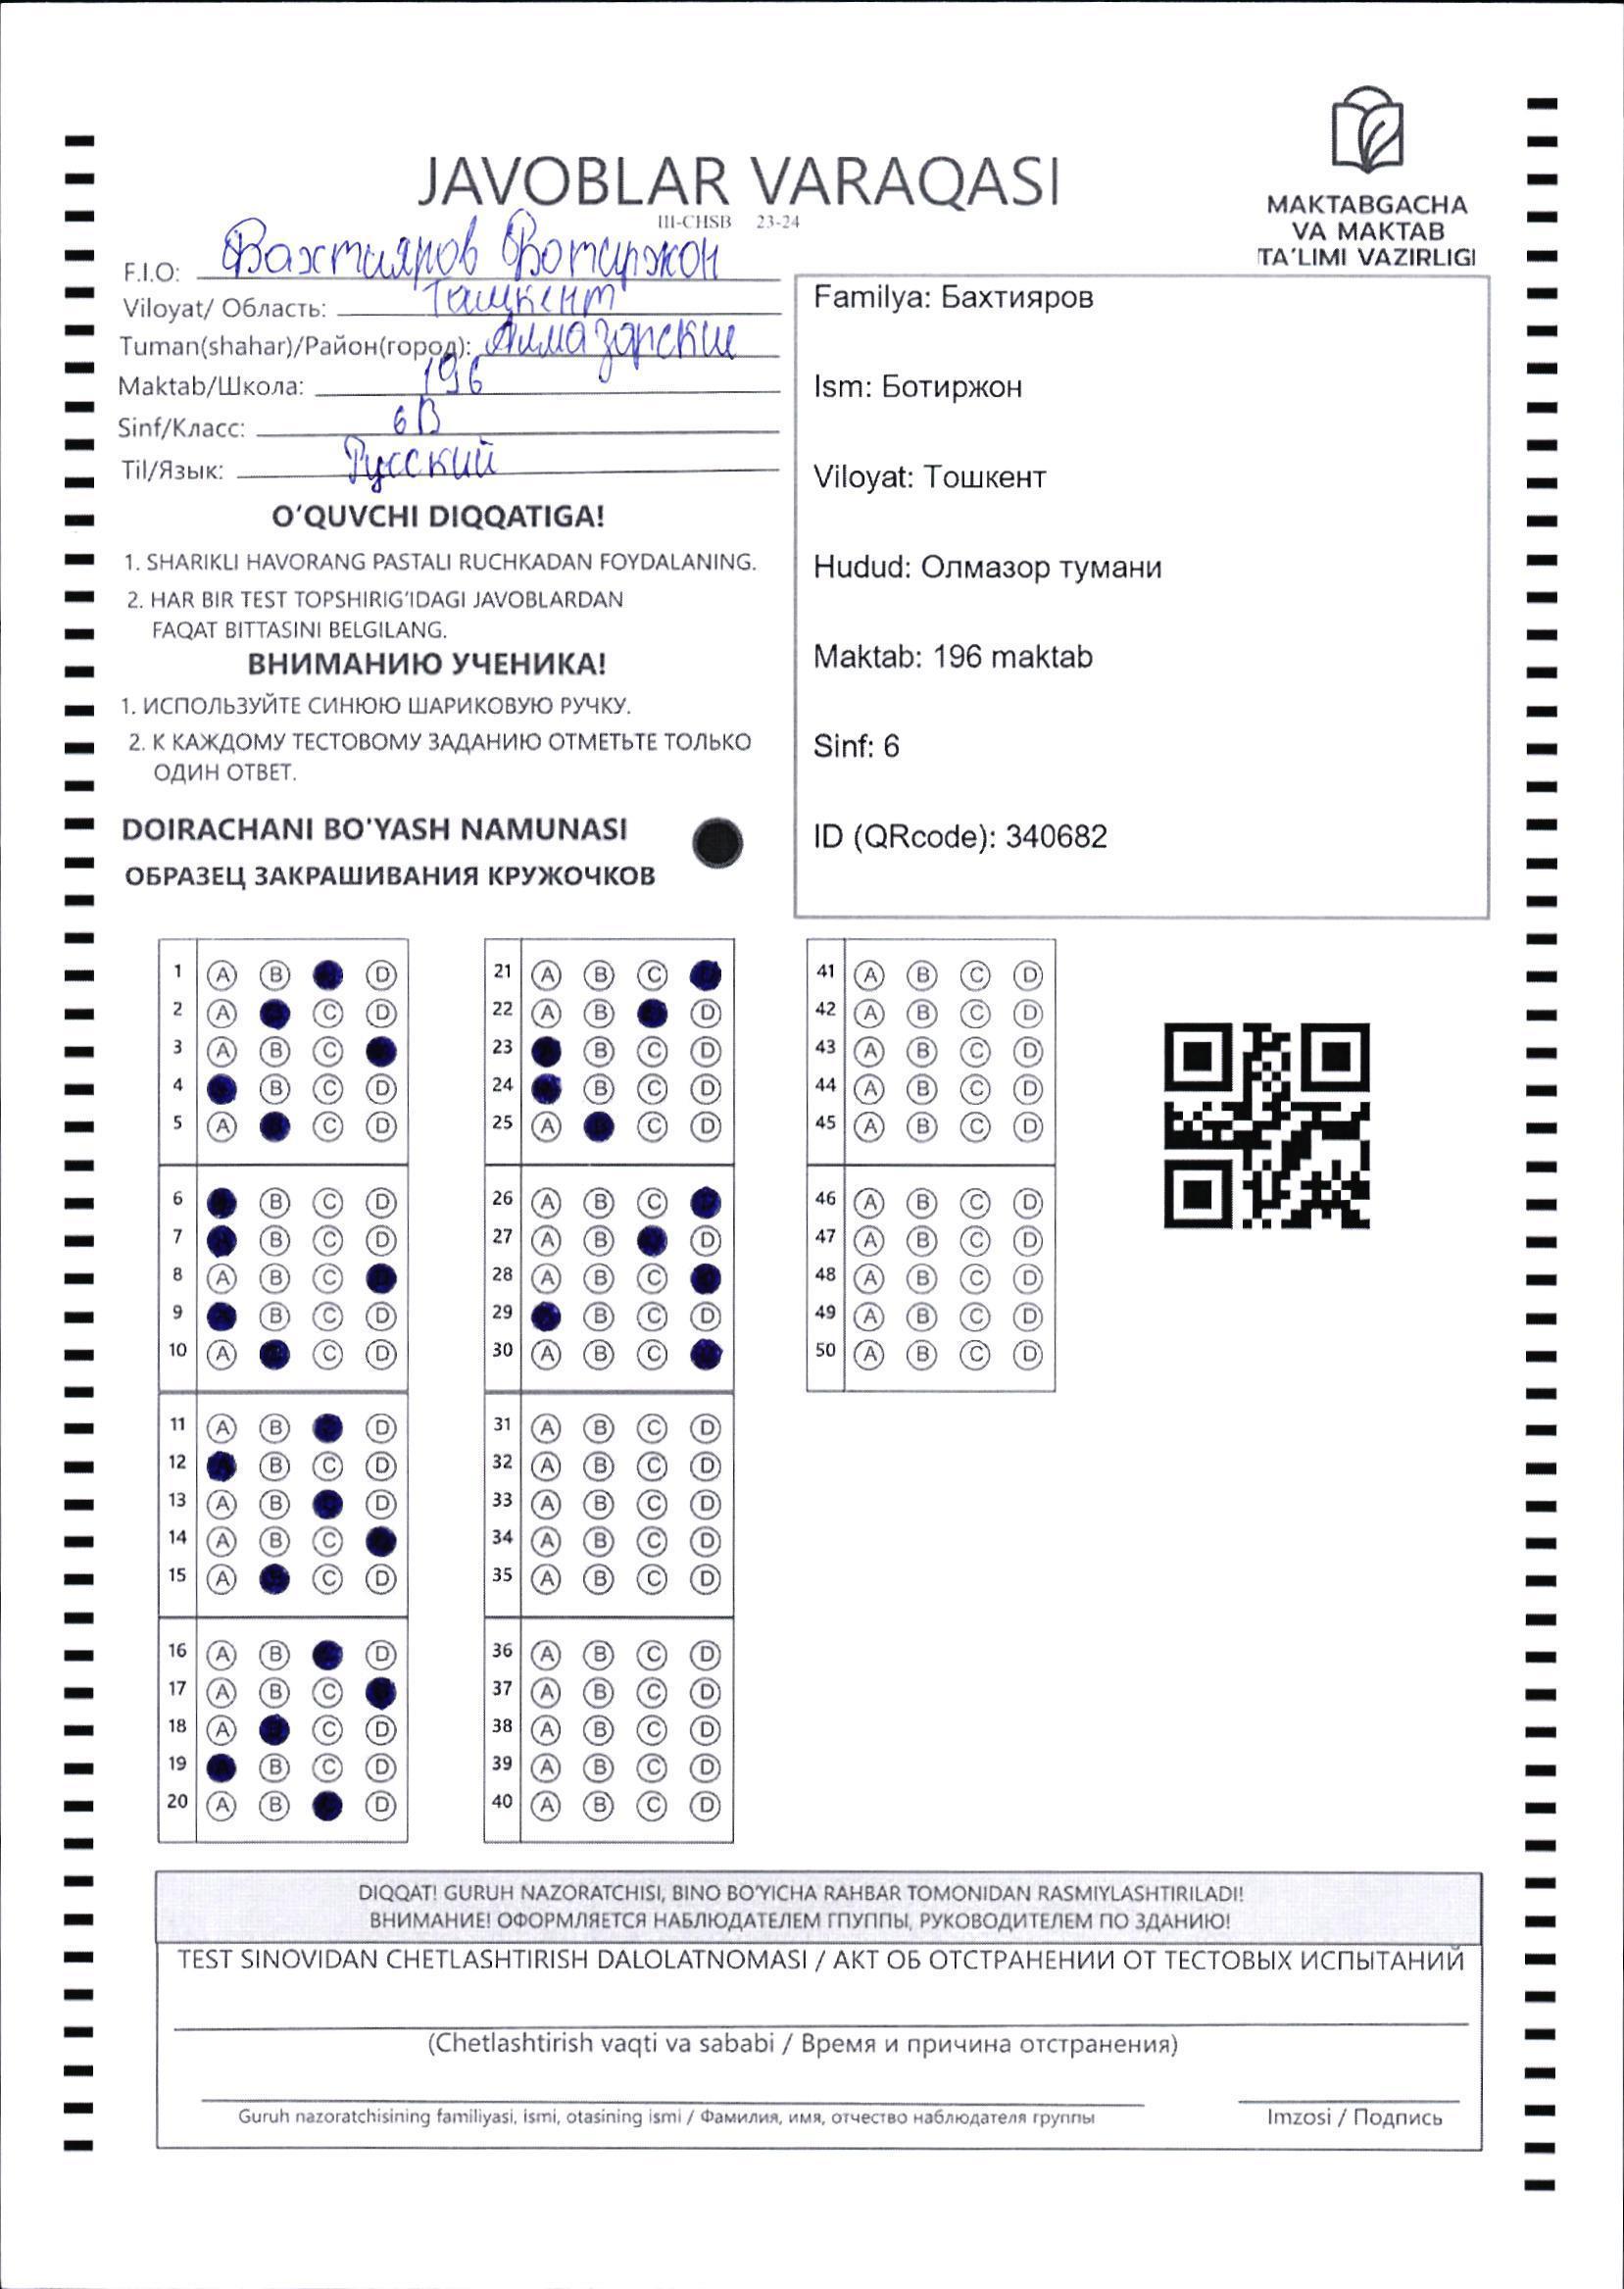 JAVOBLAR VARAQASI
III-CHSB 23-24
MAKTABGACHA
VA MAKTAB
TA'LIMI VAZIRLIGI
F.I.O: Бахтияров Ботиржон
Viloyat/ Область: Ташкент
Tuman(shahar)/Район(город): Алмазарские
Maktab/Школа: 196
Sinf/Класс: 6В
Til/Язык: Русский
O'QUVCHI DIQQATIGA!
1. SHARIKLI HAVORANG PASTALI RUCHKADAN FOYDALANING.
2. HAR BIR TEST TOPSHIRIG'IDAGI JAVOBLARDAN
FAQAT BITTASINI BELGILANG.
ВНИМАНИЮ УЧЕНИКА!
1. ИСПОЛЬЗУЙТЕ СИНЮЮ ШАРИКОВУЮ РУЧКУ.
2. К КАЖДОМУ ТЕСТОВОМУ ЗАДАНИЮ ОТМЕТЬТЕ ТОЛЬКО
ОДИН ОТВЕТ.
DOIRACHANI BO'YASH NAMUNASI
ОБРАЗЕЦ ЗАКРАШИВАНИЯ КРУЖОЧКОВ
Familya: Бахтияров
Ism: Ботиржон
Viloyat: Тошкент
Hudud: Олмазор тумани
Maktab: 196 maktab
Sinf: 6
ID (QRcode): 340682
1 A B D
2 A C D
3 A B C
4 B C D
5 A C D
6 B C D
7 B C D
8 A B C
9 B C D
10 A C D
11 A B D
12 B C D
13 A B D
14 A B C
15 A C D
16 A B D
17 A B C
18 A C D
19 B C D
20 A B D
21 A B C
22 A B D
23 B C D
24 B C D
25 A C D
26 A B C
27 A B D
28 A B C
29 B C D
30 A B C
31 A B C D
32 A B C D
33 A B C D
34 A B C D
35 A B C D
36 A B C D
37 A B C D
38 A B C D
39 A B C D
40 A B C D
41 A B C D
42 A B C D
43 A B C D
44 A B C D
45 A B C D
46 A B C D
47 A B C D
48 A B C D
49 A B C D
50 A B C D
DIQQAT! GURUH NAZORATCHISI, BINO BO'YICHA RAHBAR TOMONIDAN RASMIYLASHTIRILADI!
ВНИМАНИЕ! ОФОРМЛЯЕТСЯ НАБЛЮДАТЕЛЕМ ГПУППЫ, РУКОВОДИТЕЛЕМ ПО ЗДАНИЮ!
TEST SINOVIDAN CHETLASHTIRISH DALOLATNOMASI / АКТ ОБ ОТСТРАНЕНИИ ОТ ТЕСТОВЫХ ИСПЫТАНИЙ
(Chetlashtirish vaqti va sababi / Время и причина отстранения)
Guruh nazoratchisining familiyasi, ismi, otasining ismi / Фамилия, имя, отчество наблюдателя группы
Imzosi / Подпись